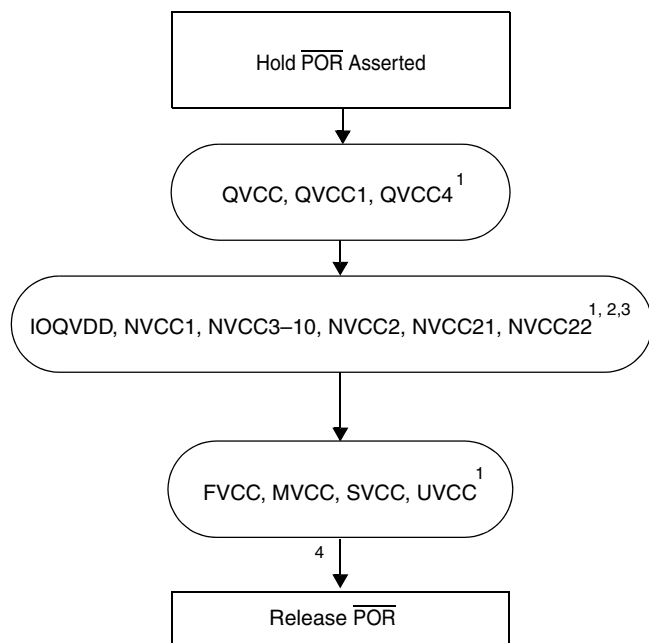 Hold POR Asserted
QVCC, QVCC1, QVCC4 1
IOQVDD, NVCC1, NVCC3–10, NVCC2, NVCC21, NVCC22 1, 2,3
FVCC, MVCC, SVCC, UVCC 1
4
Release POR